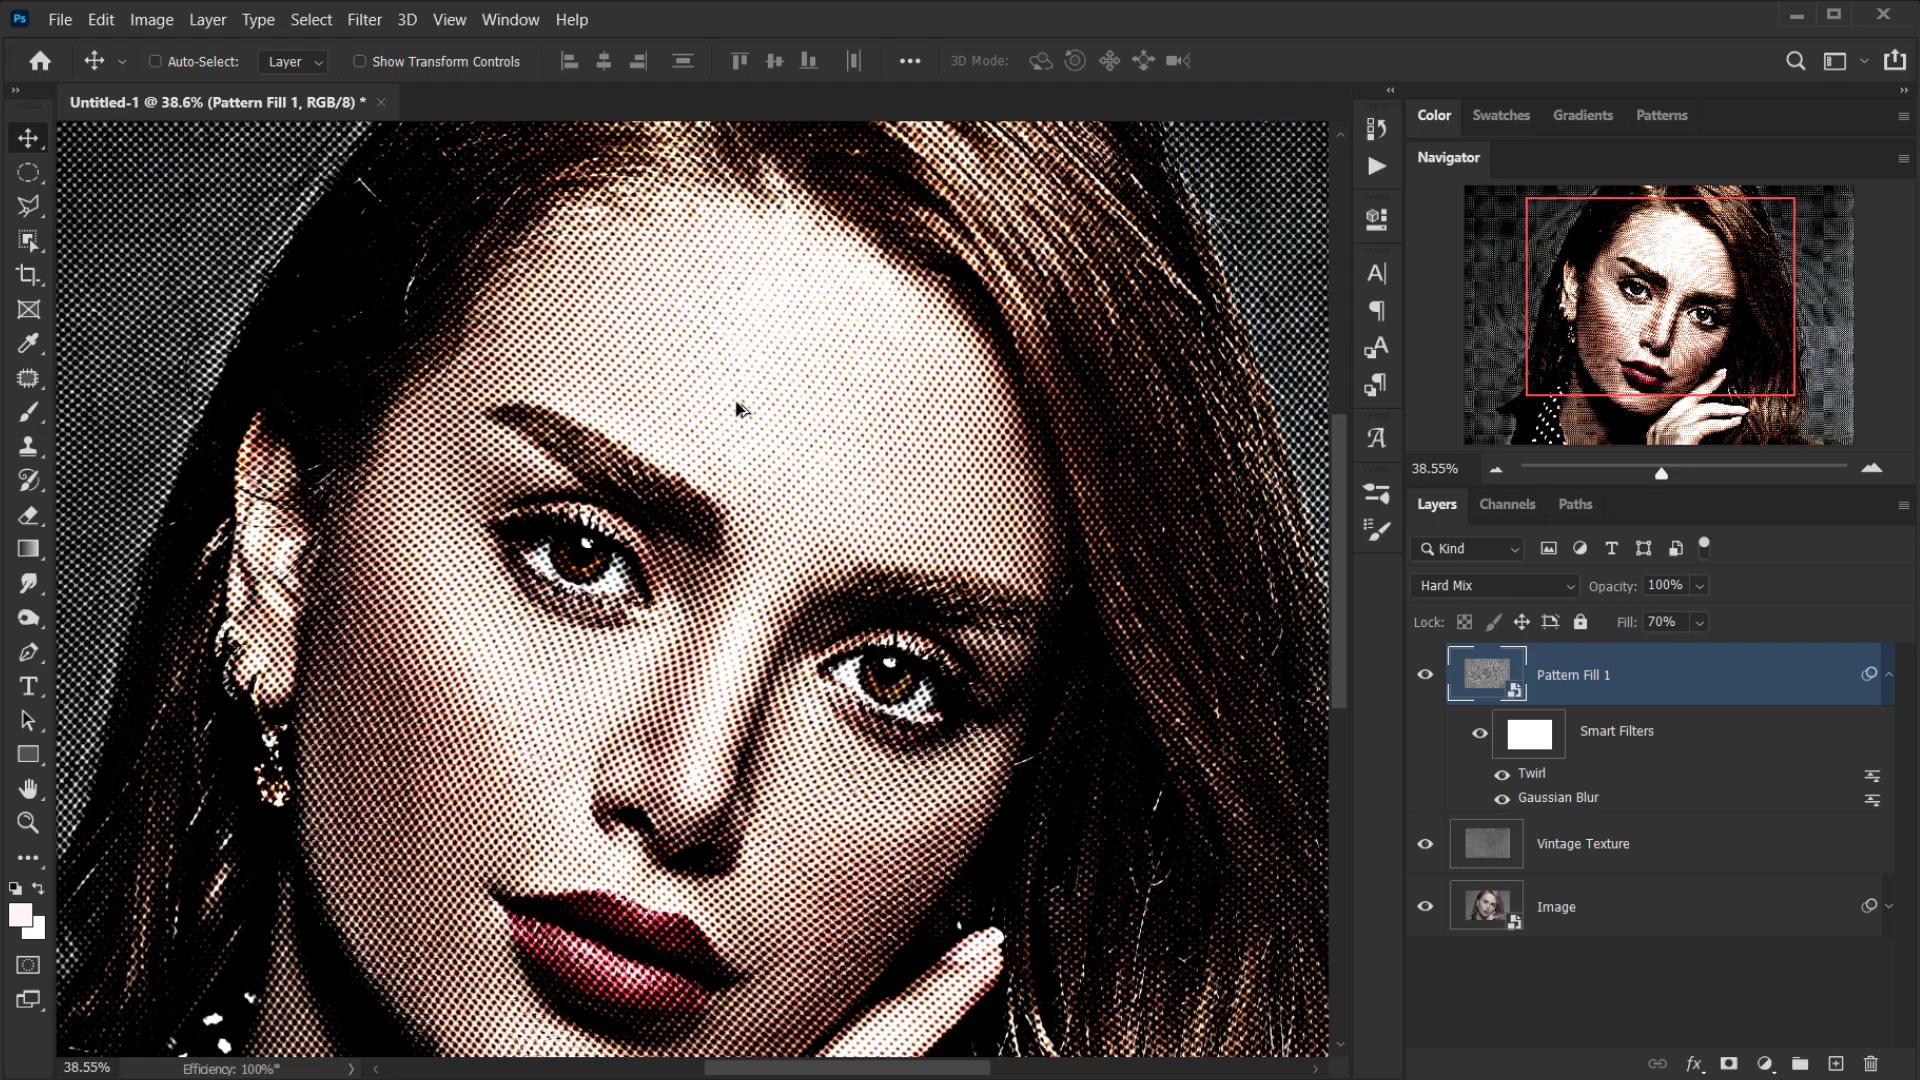 Ps File Edit Image Layer Type Select Filter 3D View Window Help
Auto-Select: Layer Show Transform Controls 3D Mode:
Untitled-1 @ 38.6% (Pattern Fill 1, RGB/8) *
Color Swatches Gradients Patterns
Navigator
38.55%
Layers Channels Paths
Kind
Hard Mix Opacity: 100%
Lock: Fill: 70%
Pattern Fill 1
Smart Filters
Twirl
Gaussian Blur
Vintage Texture
Image
38.55% Efficiency: 100%*